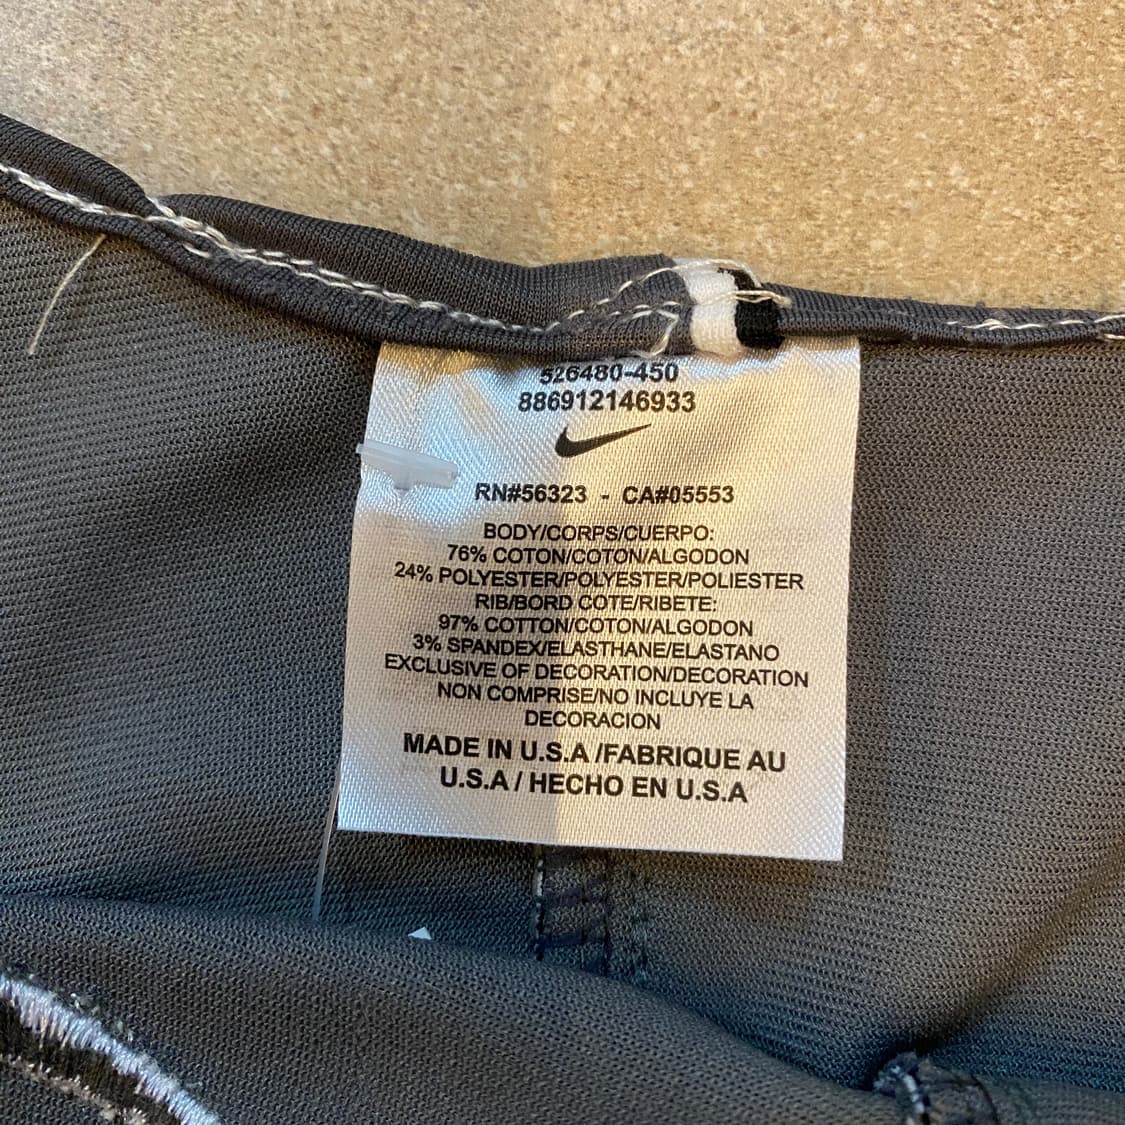 526480-450
886912146933
RN#56323 - CA#05553
BODY/CORPS/CUERPO:
76% COTON/COTON/ALGODON
24% POLYESTER/POLYESTER/POLIESTER
RIB/BORD COTE/RIBETE:
97% COTTON/COTON/ALGODON
3% SPANDEX/ELASTHANE/ELASTANO
EXCLUSIVE OF DECORATION/DECORATION
NON COMPRISE/NO INCLUYE LA
DECORACION
MADE IN U.S.A /FABRIQUE AU
U.S.A / HECHO EN U.S.A